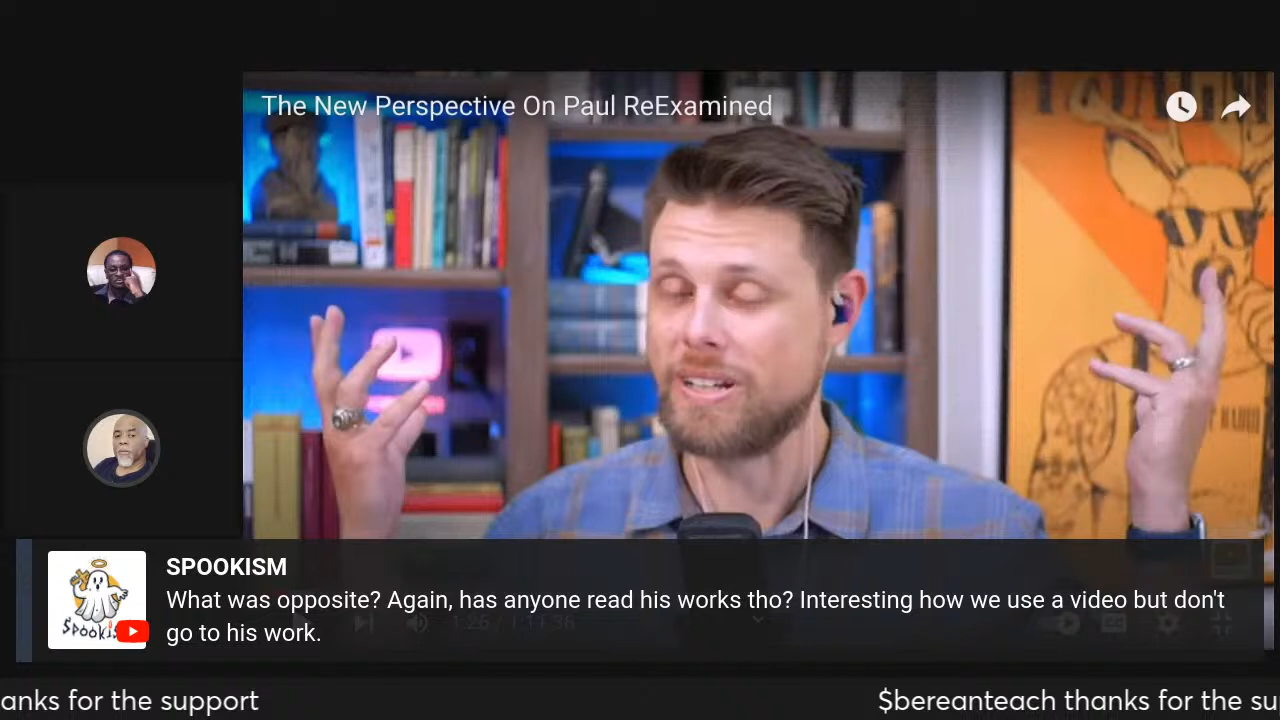 The New Perspective On Paul ReExamined
SPOOKISM
What was opposite? Again, has anyone read his works tho? Interesting how we use a video but don't
go to his work.
anks for the support
$bereanteach thanks for the su